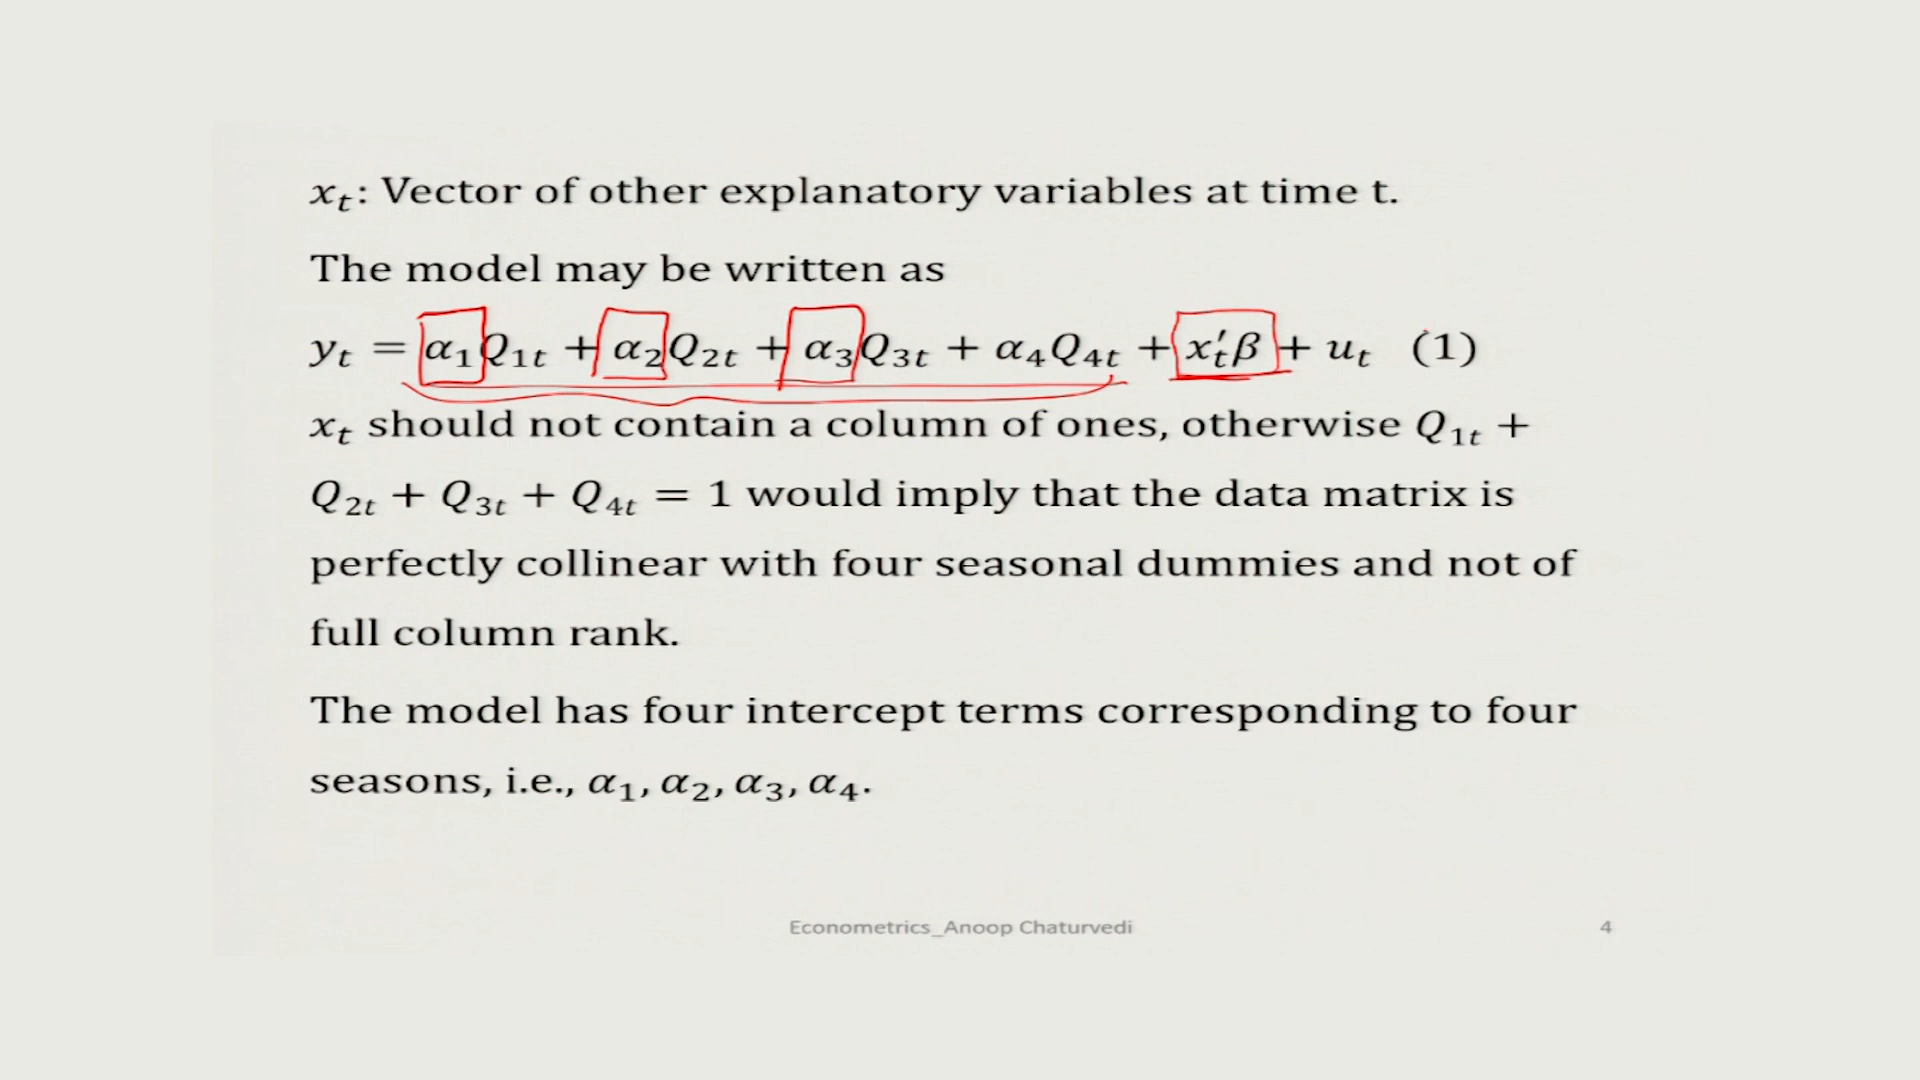 xₜ: Vector of other explanatory variables at time t.
The model may be written as
yₜ = α₁Q₁ₜ + α₂Q₂ₜ + α₃Q₃ₜ + α₄Q₄ₜ + x′ₜβ + uₜ (1)
xₜ should not contain a column of ones, otherwise Q₁ₜ +
Q₂ₜ + Q₃ₜ + Q₄ₜ = 1 would imply that the data matrix is
perfectly collinear with four seasonal dummies and not of
full column rank.
The model has four intercept terms corresponding to four
seasons, i.e., α₁, α₂, α₃, α₄.
Econometrics_Anoop Chaturvedi
4